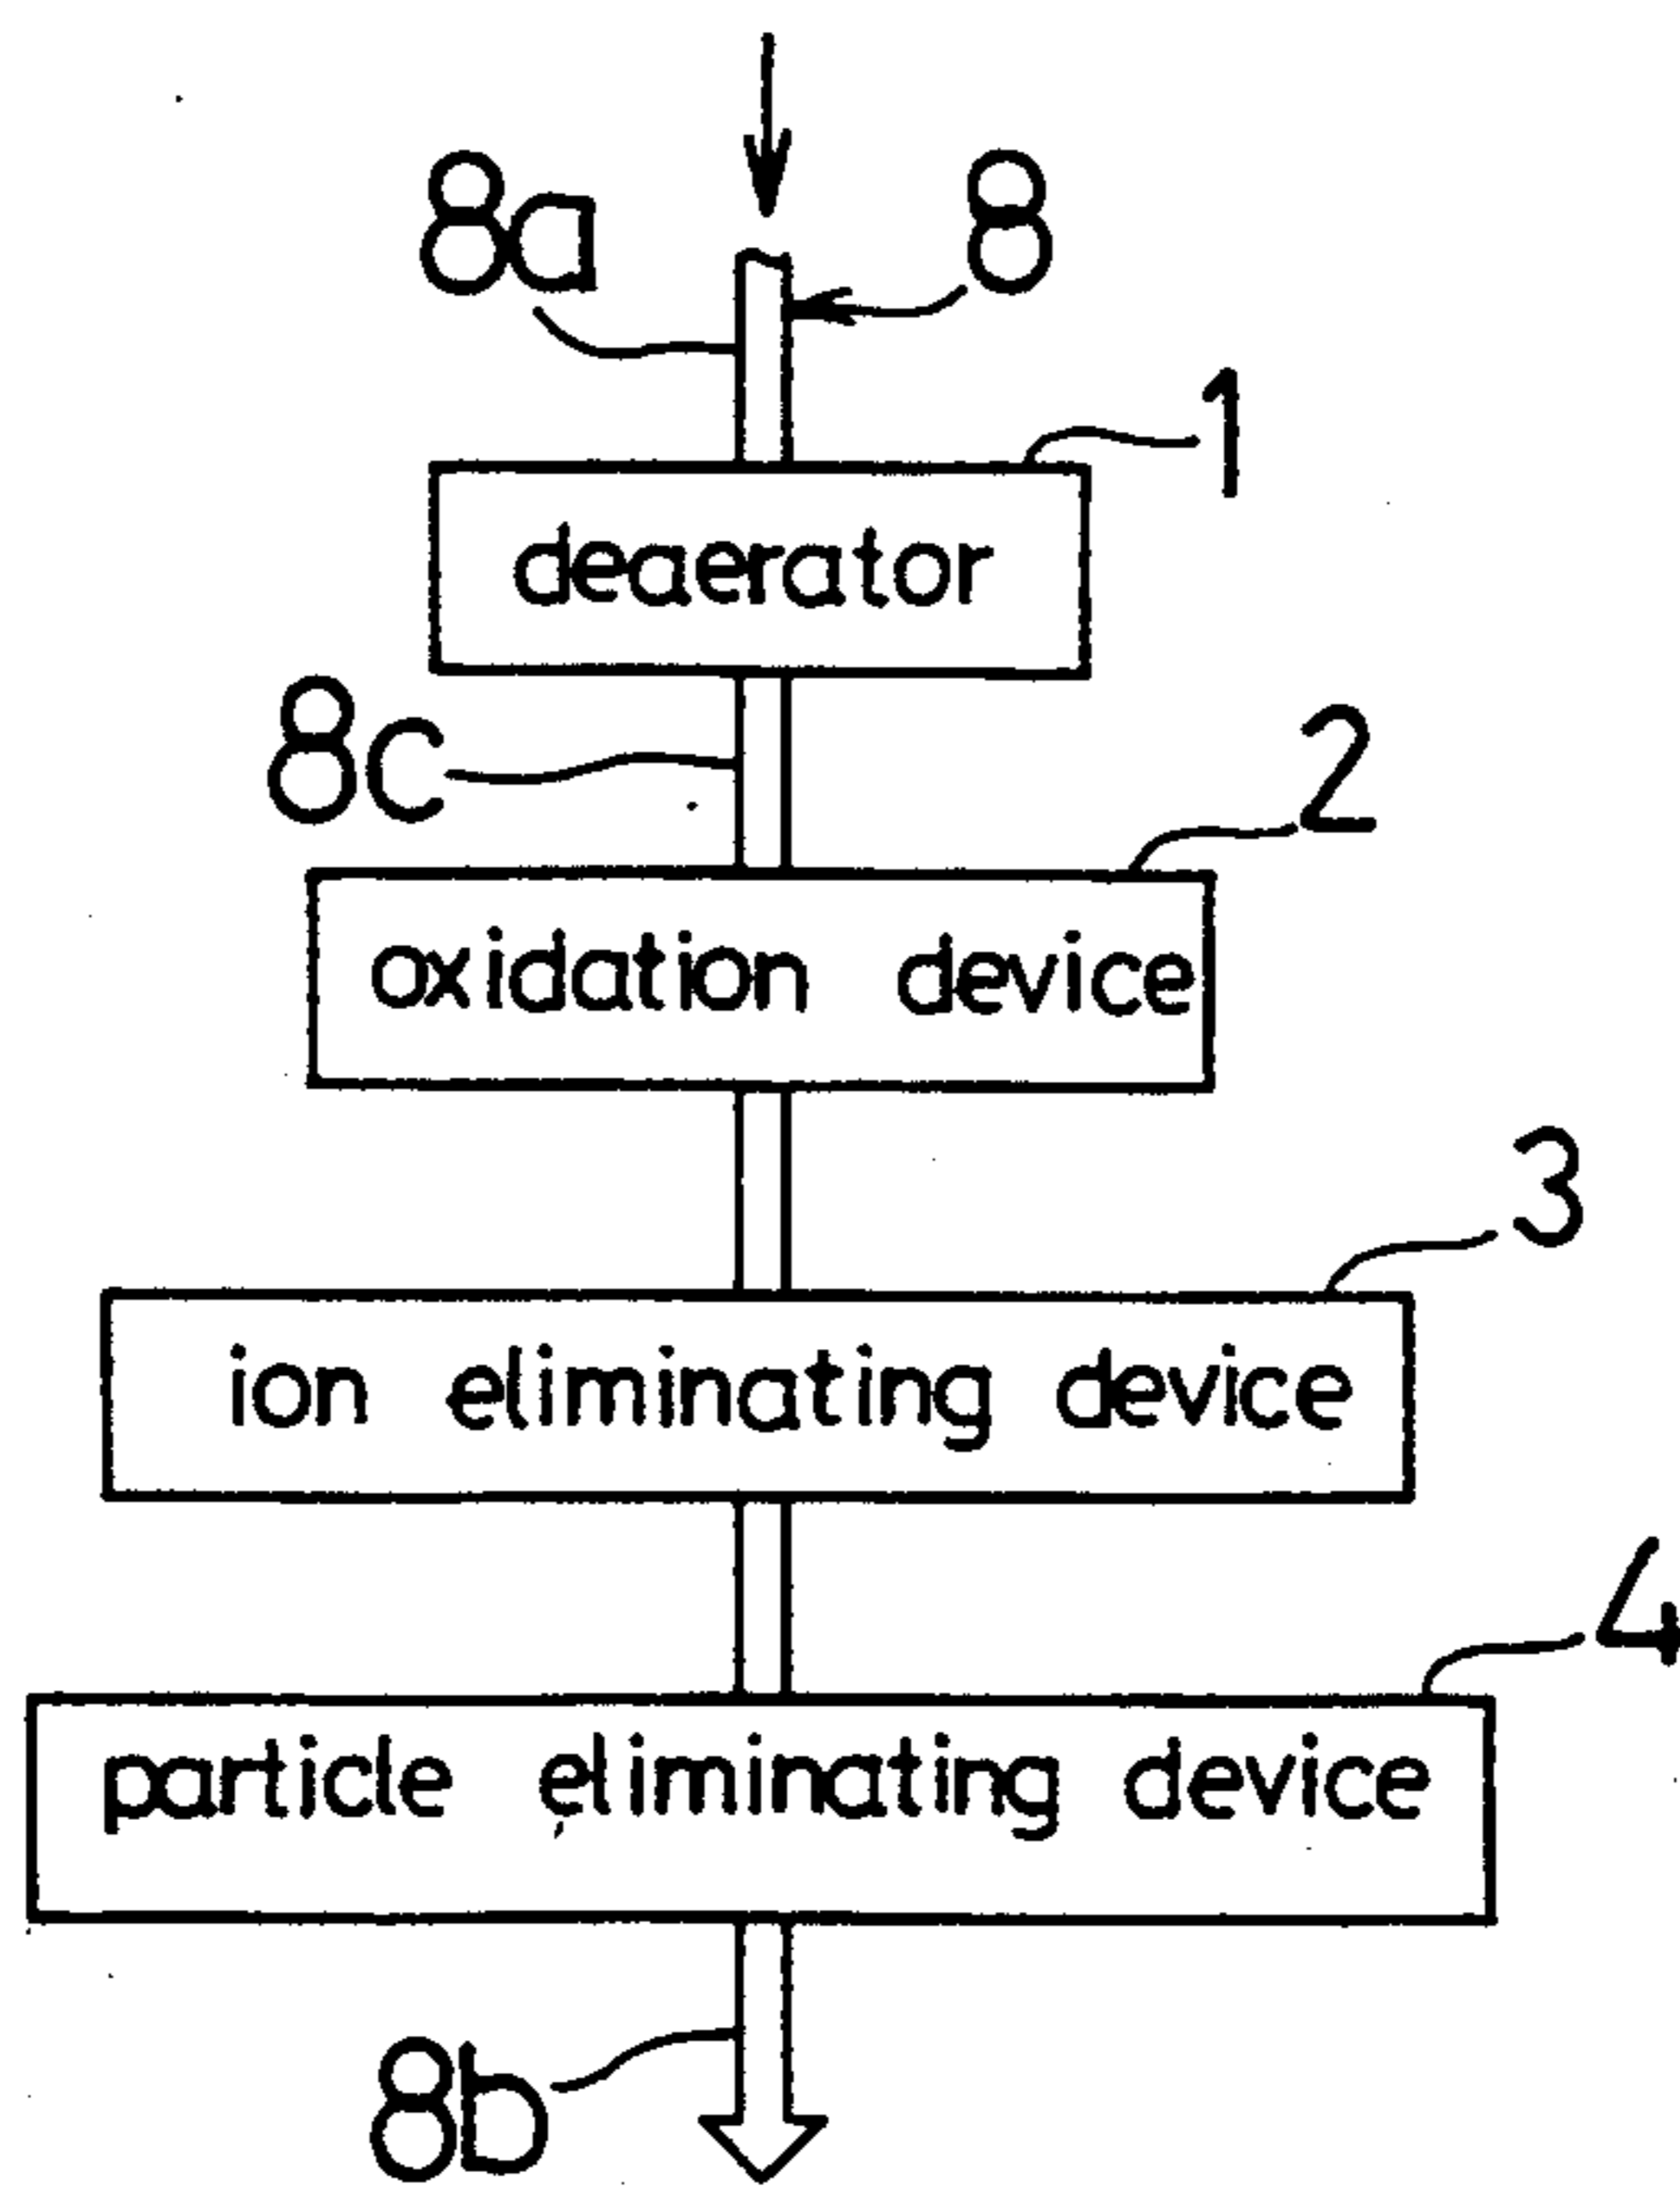 8a
8
1
deaerator
8c
2
oxidation device
3
ion eliminating device
4
particle eliminating device
8b